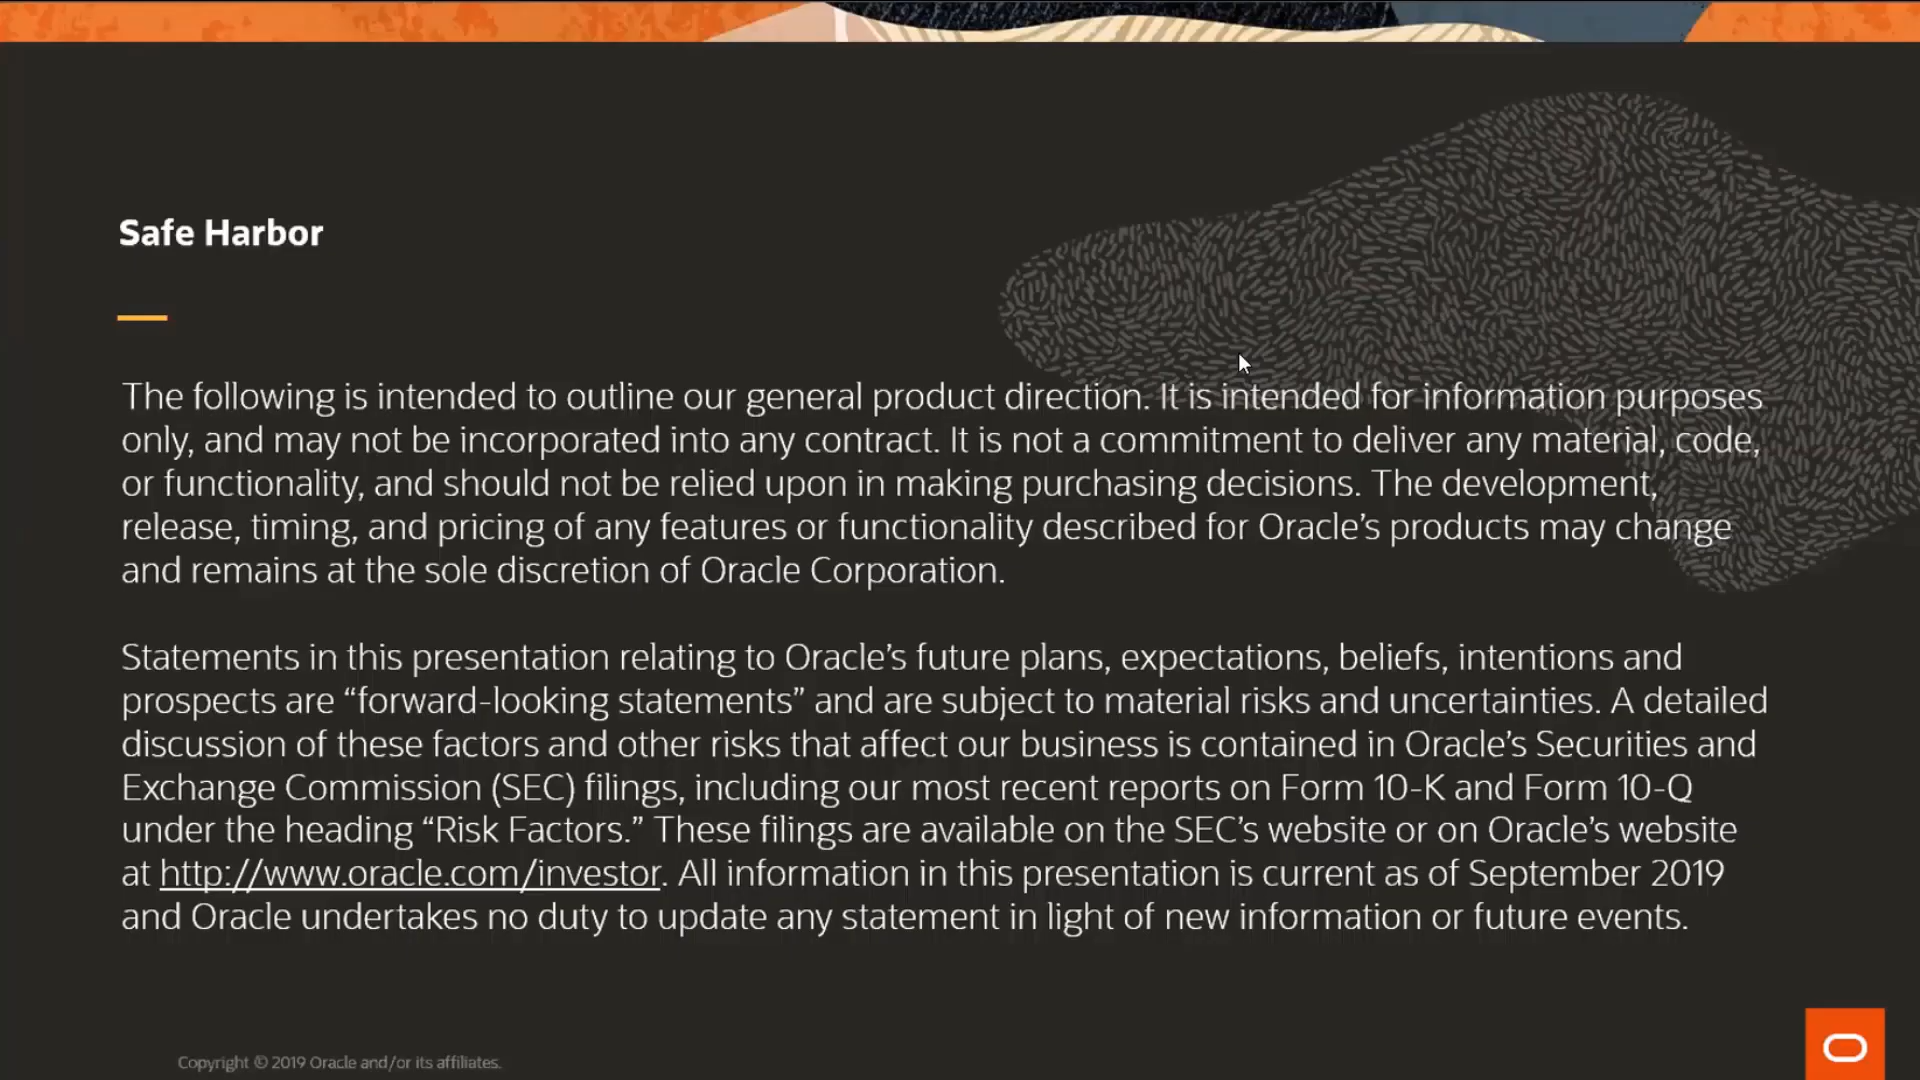 Safe Harbor
The following is intended to outline our general product direction. It is intended for information purposes
only, and may not be incorporated into any contract. It is not a commitment to deliver any material, code,
or functionality, and should not be relied upon in making purchasing decisions. The development,
release, timing, and pricing of any features or functionality described for Oracle’s products may change
and remains at the sole discretion of Oracle Corporation.
Statements in this presentation relating to Oracle’s future plans, expectations, beliefs, intentions and
prospects are “forward-looking statements” and are subject to material risks and uncertainties. A detailed
discussion of these factors and other risks that affect our business is contained in Oracle’s Securities and
Exchange Commission (SEC) filings, including our most recent reports on Form 10-K and Form 10-Q
under the heading “Risk Factors.” These filings are available on the SEC’s website or on Oracle’s website
at http://www.oracle.com/investor. All information in this presentation is current as of September 2019
and Oracle undertakes no duty to update any statement in light of new information or future events.
Copyright © 2019 Oracle and/or its affiliates.